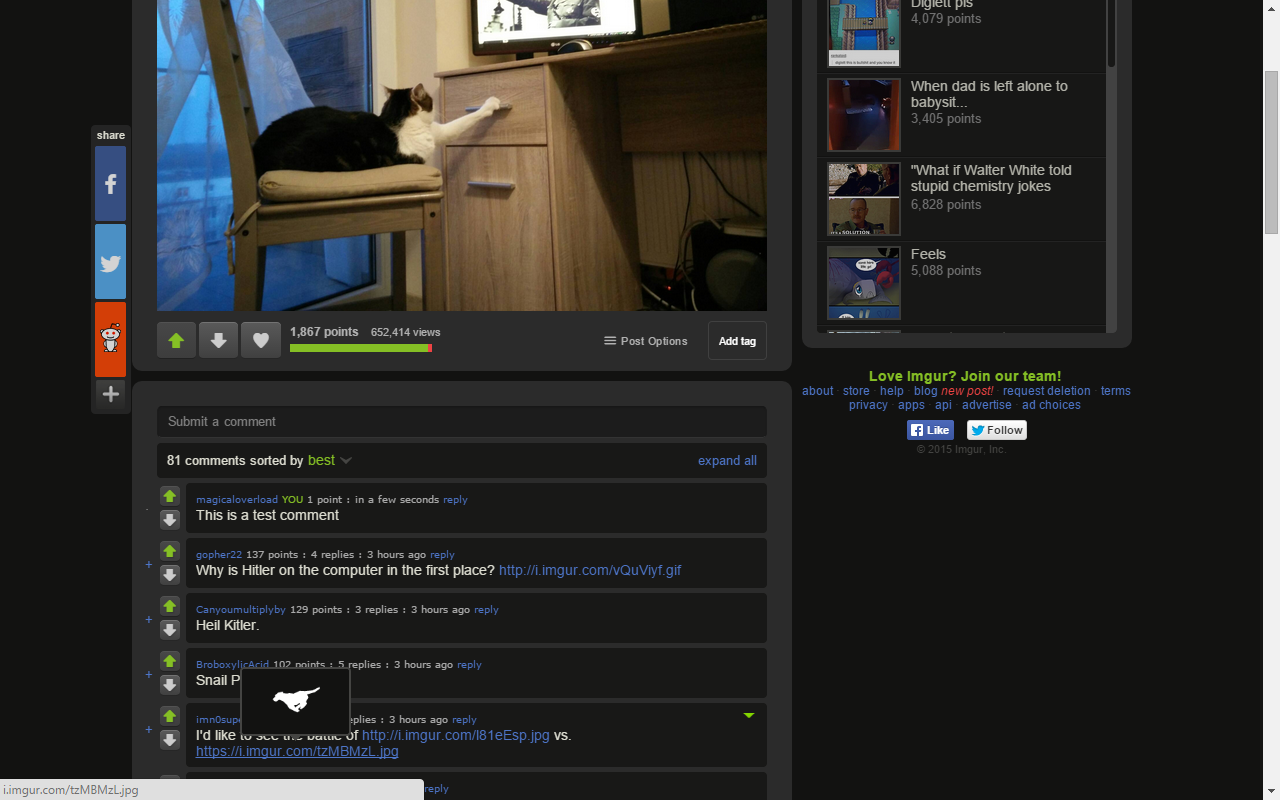 share
1,867 points 652,414 views
Post Options
Add tag
Submit a comment
81 comments sorted by best
expand all
magicaloverload YOU 1 point : in a few seconds reply
This is a test comment
gopher22 137 points : 4 replies : 3 hours ago reply
Why is Hitler on the computer in the first place? http://i.imgur.com/vQuViyf.gif
Canyoumultiplyby 129 points : 3 replies : 3 hours ago reply
Heil Kitler.
BroboxylicAcid 102 points : 5 replies : 3 hours ago reply
Snail P
imn0supe eplies : 3 hours ago reply
I'd like to see the battle of http://i.imgur.com/l81eEsp.jpg vs.
https://i.imgur.com/tzMBMzL.jpg
reply
i.imgur.com/tzMBMzL.jpg
Diglett pls
4,079 points
When dad is left alone to
babysit...
3,405 points
"What if Walter White told
stupid chemistry jokes
6,828 points
SOLUTION
Feels
5,088 points
Love Imgur? Join our team!
about · store · help · blog new post! · request deletion · terms
privacy · apps · api · advertise · ad choices
Like
Follow
© 2015 Imgur, Inc.